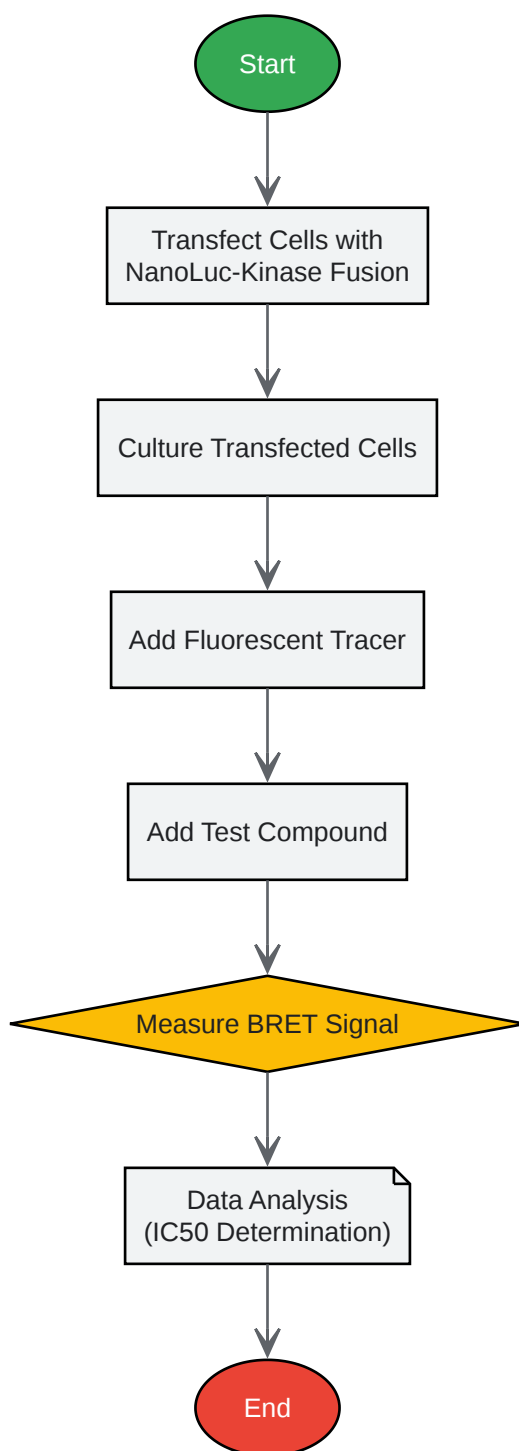 Start
Transfect Cells with
NanoLuc-Kinase Fusion
Culture Transfected Cells
Add Fluorescent Tracer
Add Test Compound
Measure BRET Signal
Data Analysis
(IC50 Determination)
End